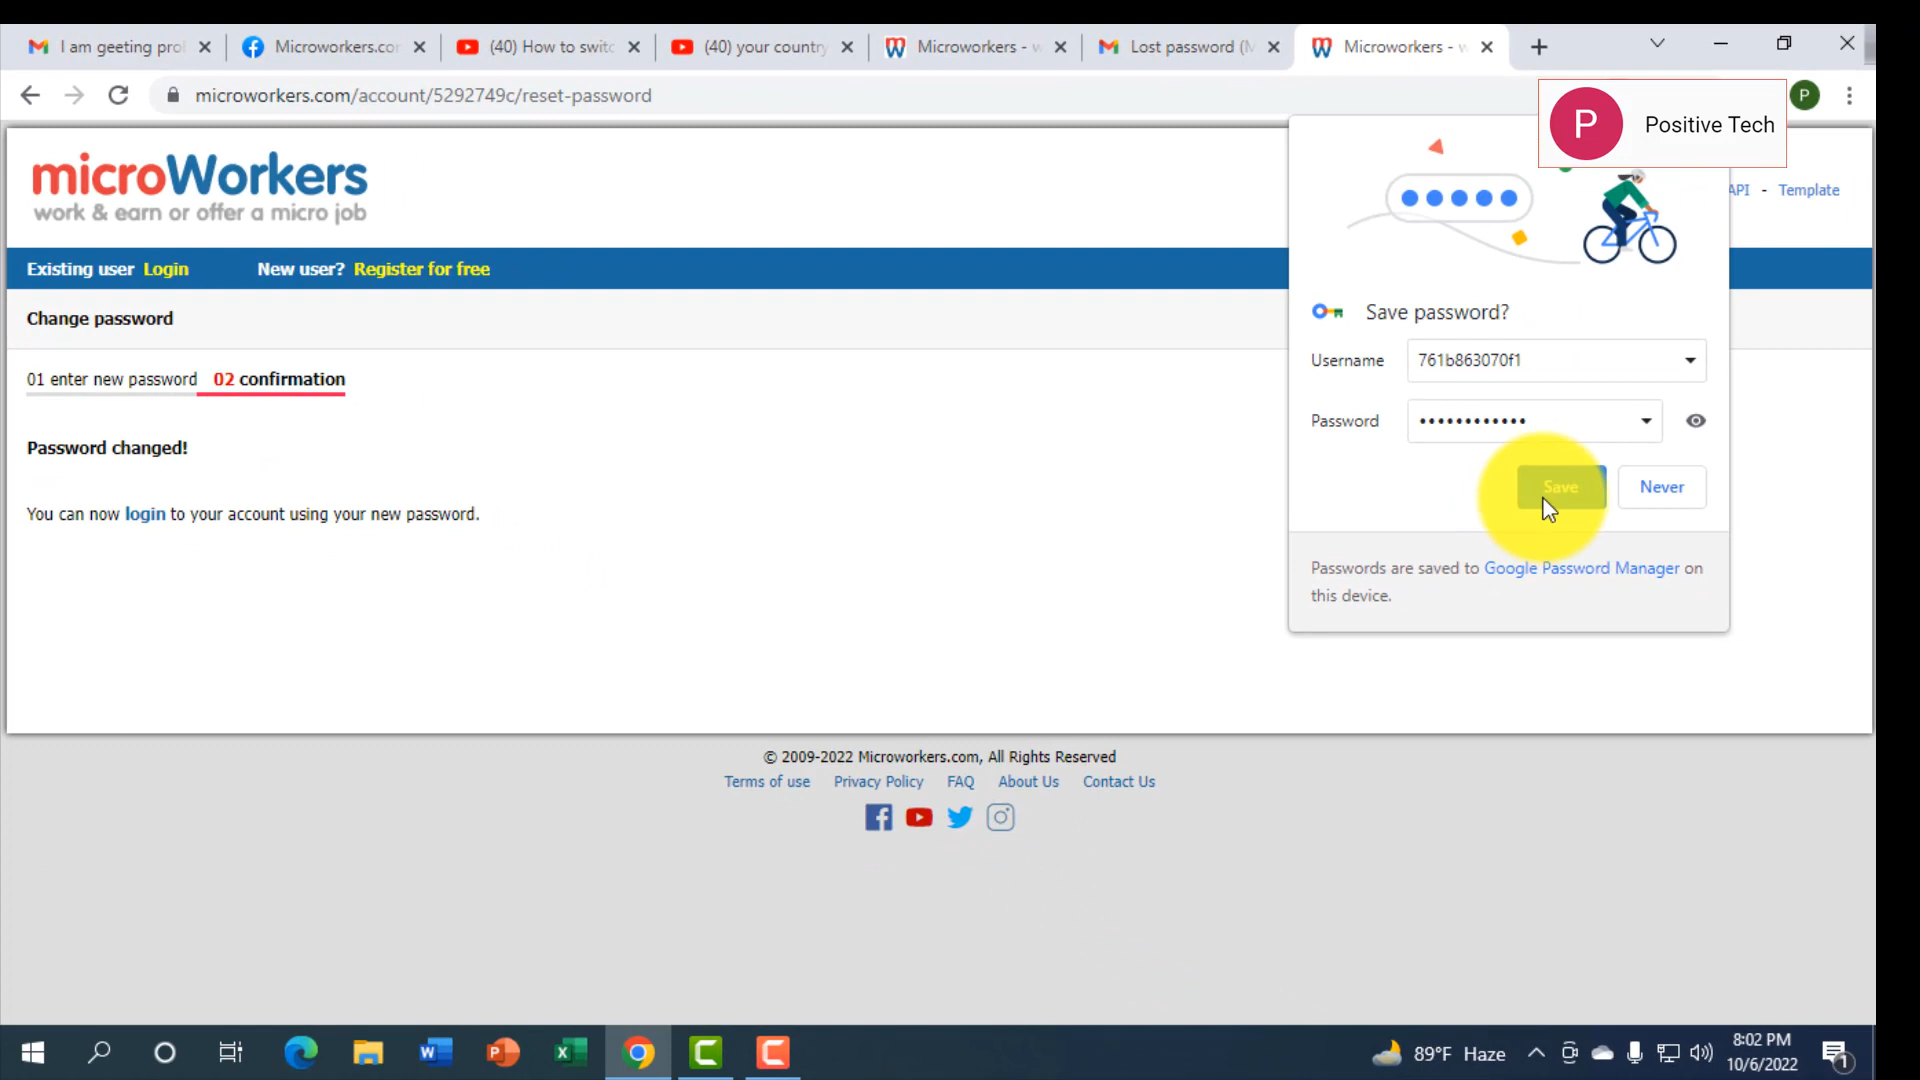 I am geeting pro
Microworkers.co
(40) How to swit
(40) your country
Microworkers - w
Lost password (M
Microworkers - w
microworkers.com/account/5292749c/reset-password
P
P Positive Tech
microWorkers
work & earn or offer a micro job
API - Template
Existing user Login New user? Register for free
Change password
01 enter new password 02 confirmation
Password changed!
You can now login to your account using your new password.
Save password?
Username 761b863070f1
Password ••••••••••••
Save Never
Passwords are saved to Google Password Manager on
this device.
© 2009-2022 Microworkers.com, All Rights Reserved
Terms of use Privacy Policy FAQ About Us Contact Us
89°F Haze
8:02 PM
10/6/2022
1